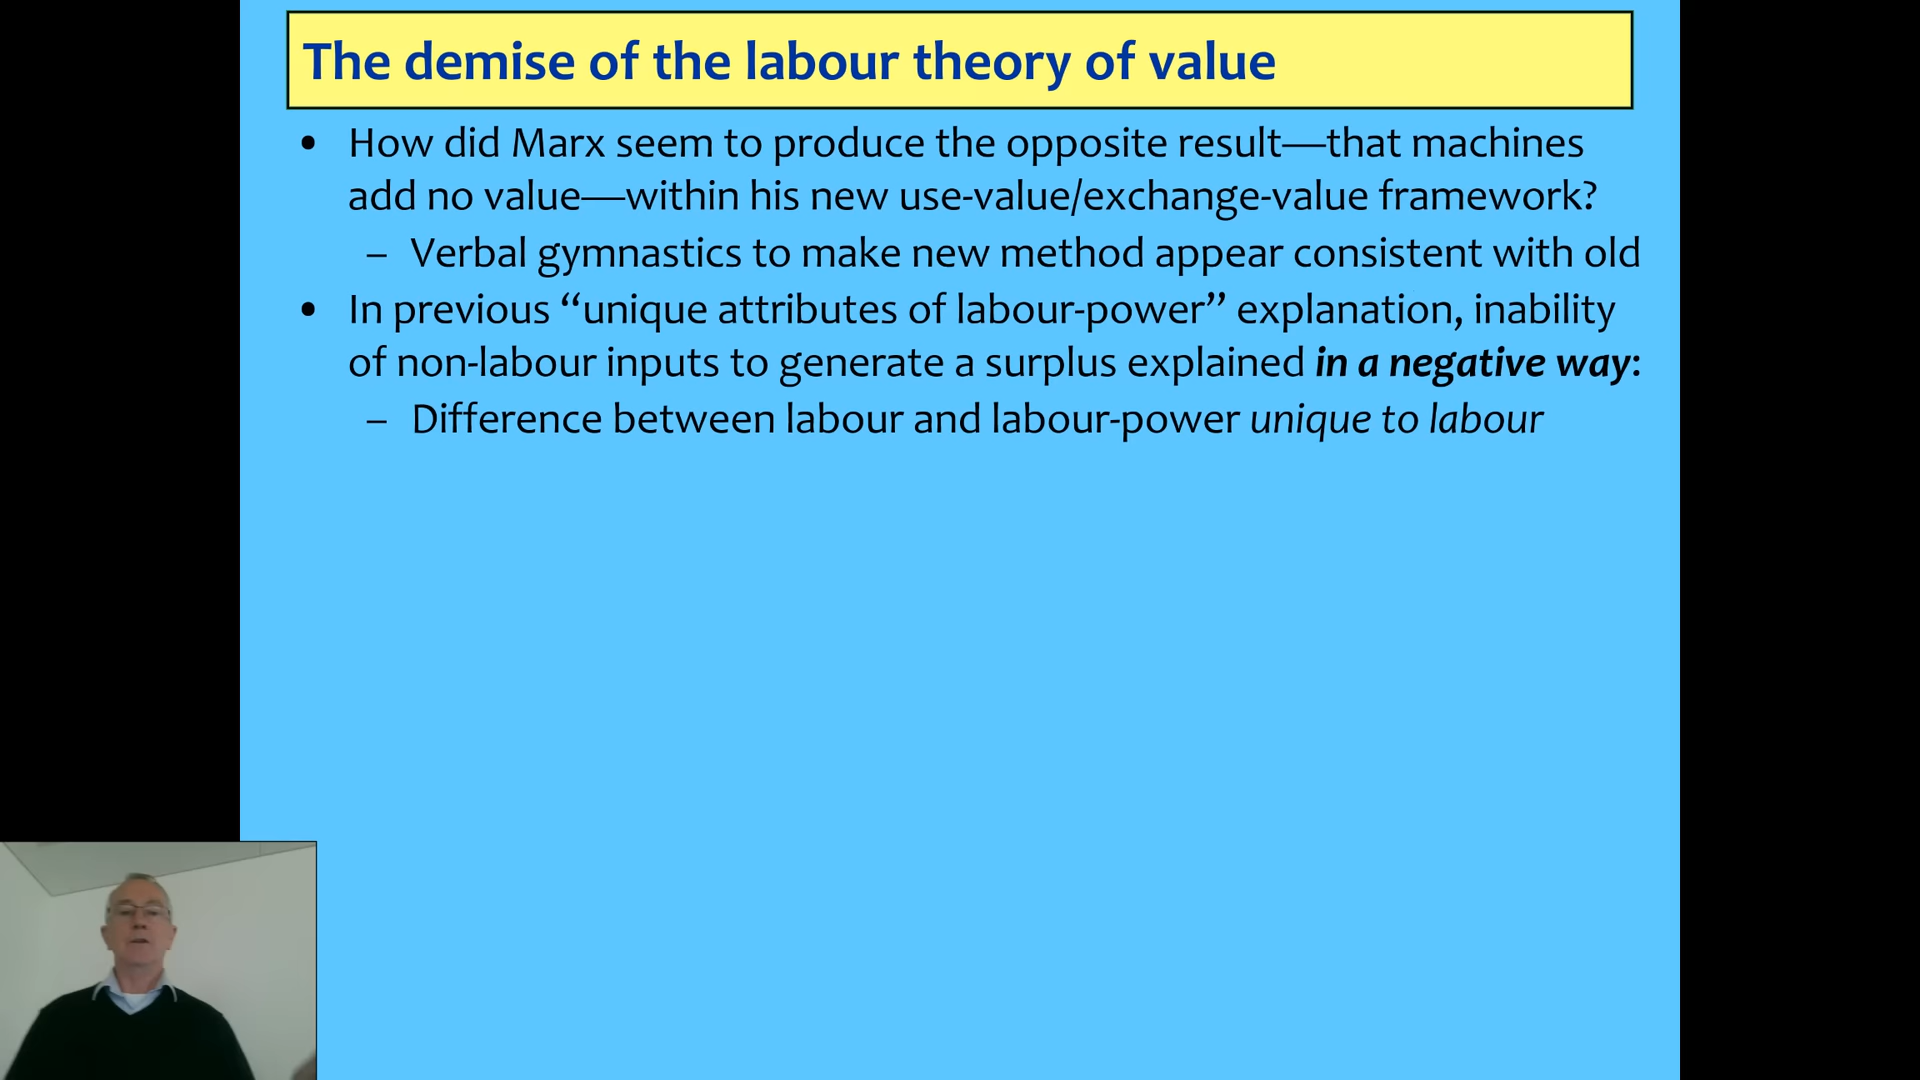 The demise of the labour theory of value
• How did Marx seem to produce the opposite result—that machines
add no value—within his new use-value/exchange-value framework?
– Verbal gymnastics to make new method appear consistent with old
• In previous “unique attributes of labour-power” explanation, inability
of non-labour inputs to generate a surplus explained in a negative way:
– Difference between labour and labour-power unique to labour